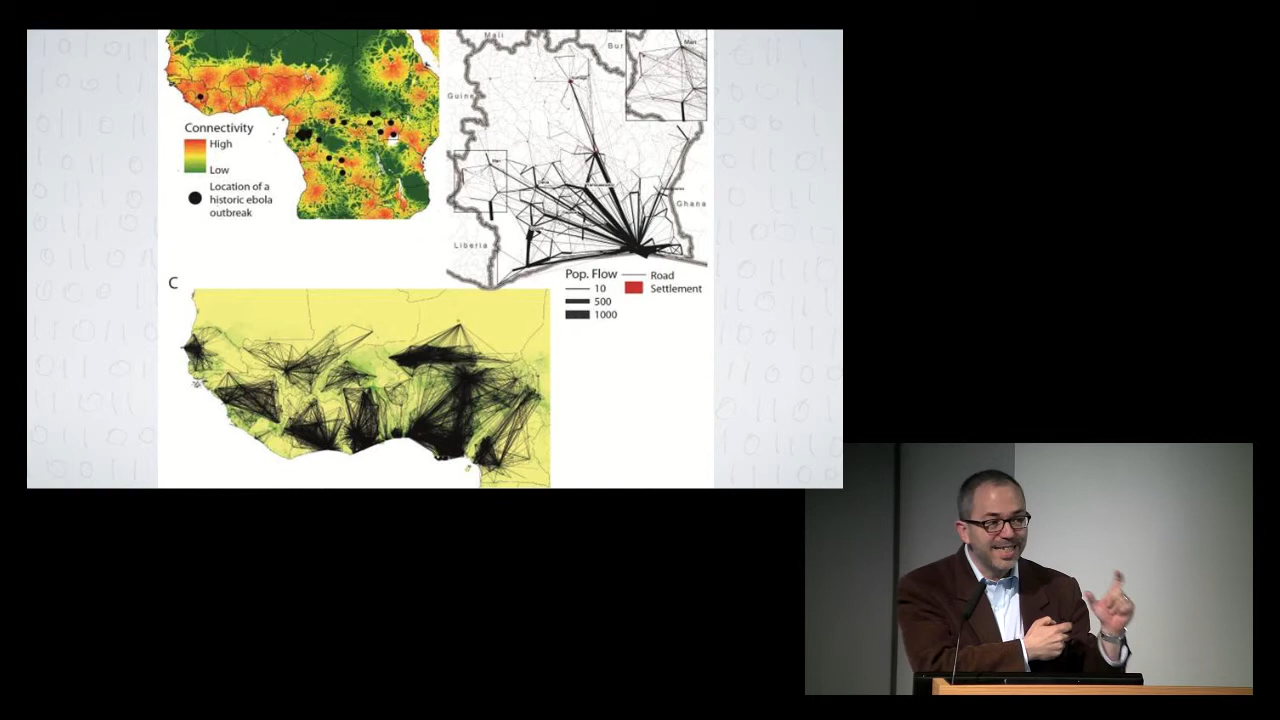 Connectivity
High
Low
Location of a
historic ebola
outbreak
Mali
Bur
Guine
Man
Ghana
Liberia
Pop. Flow
10
500
1000
Road
Settlement
C